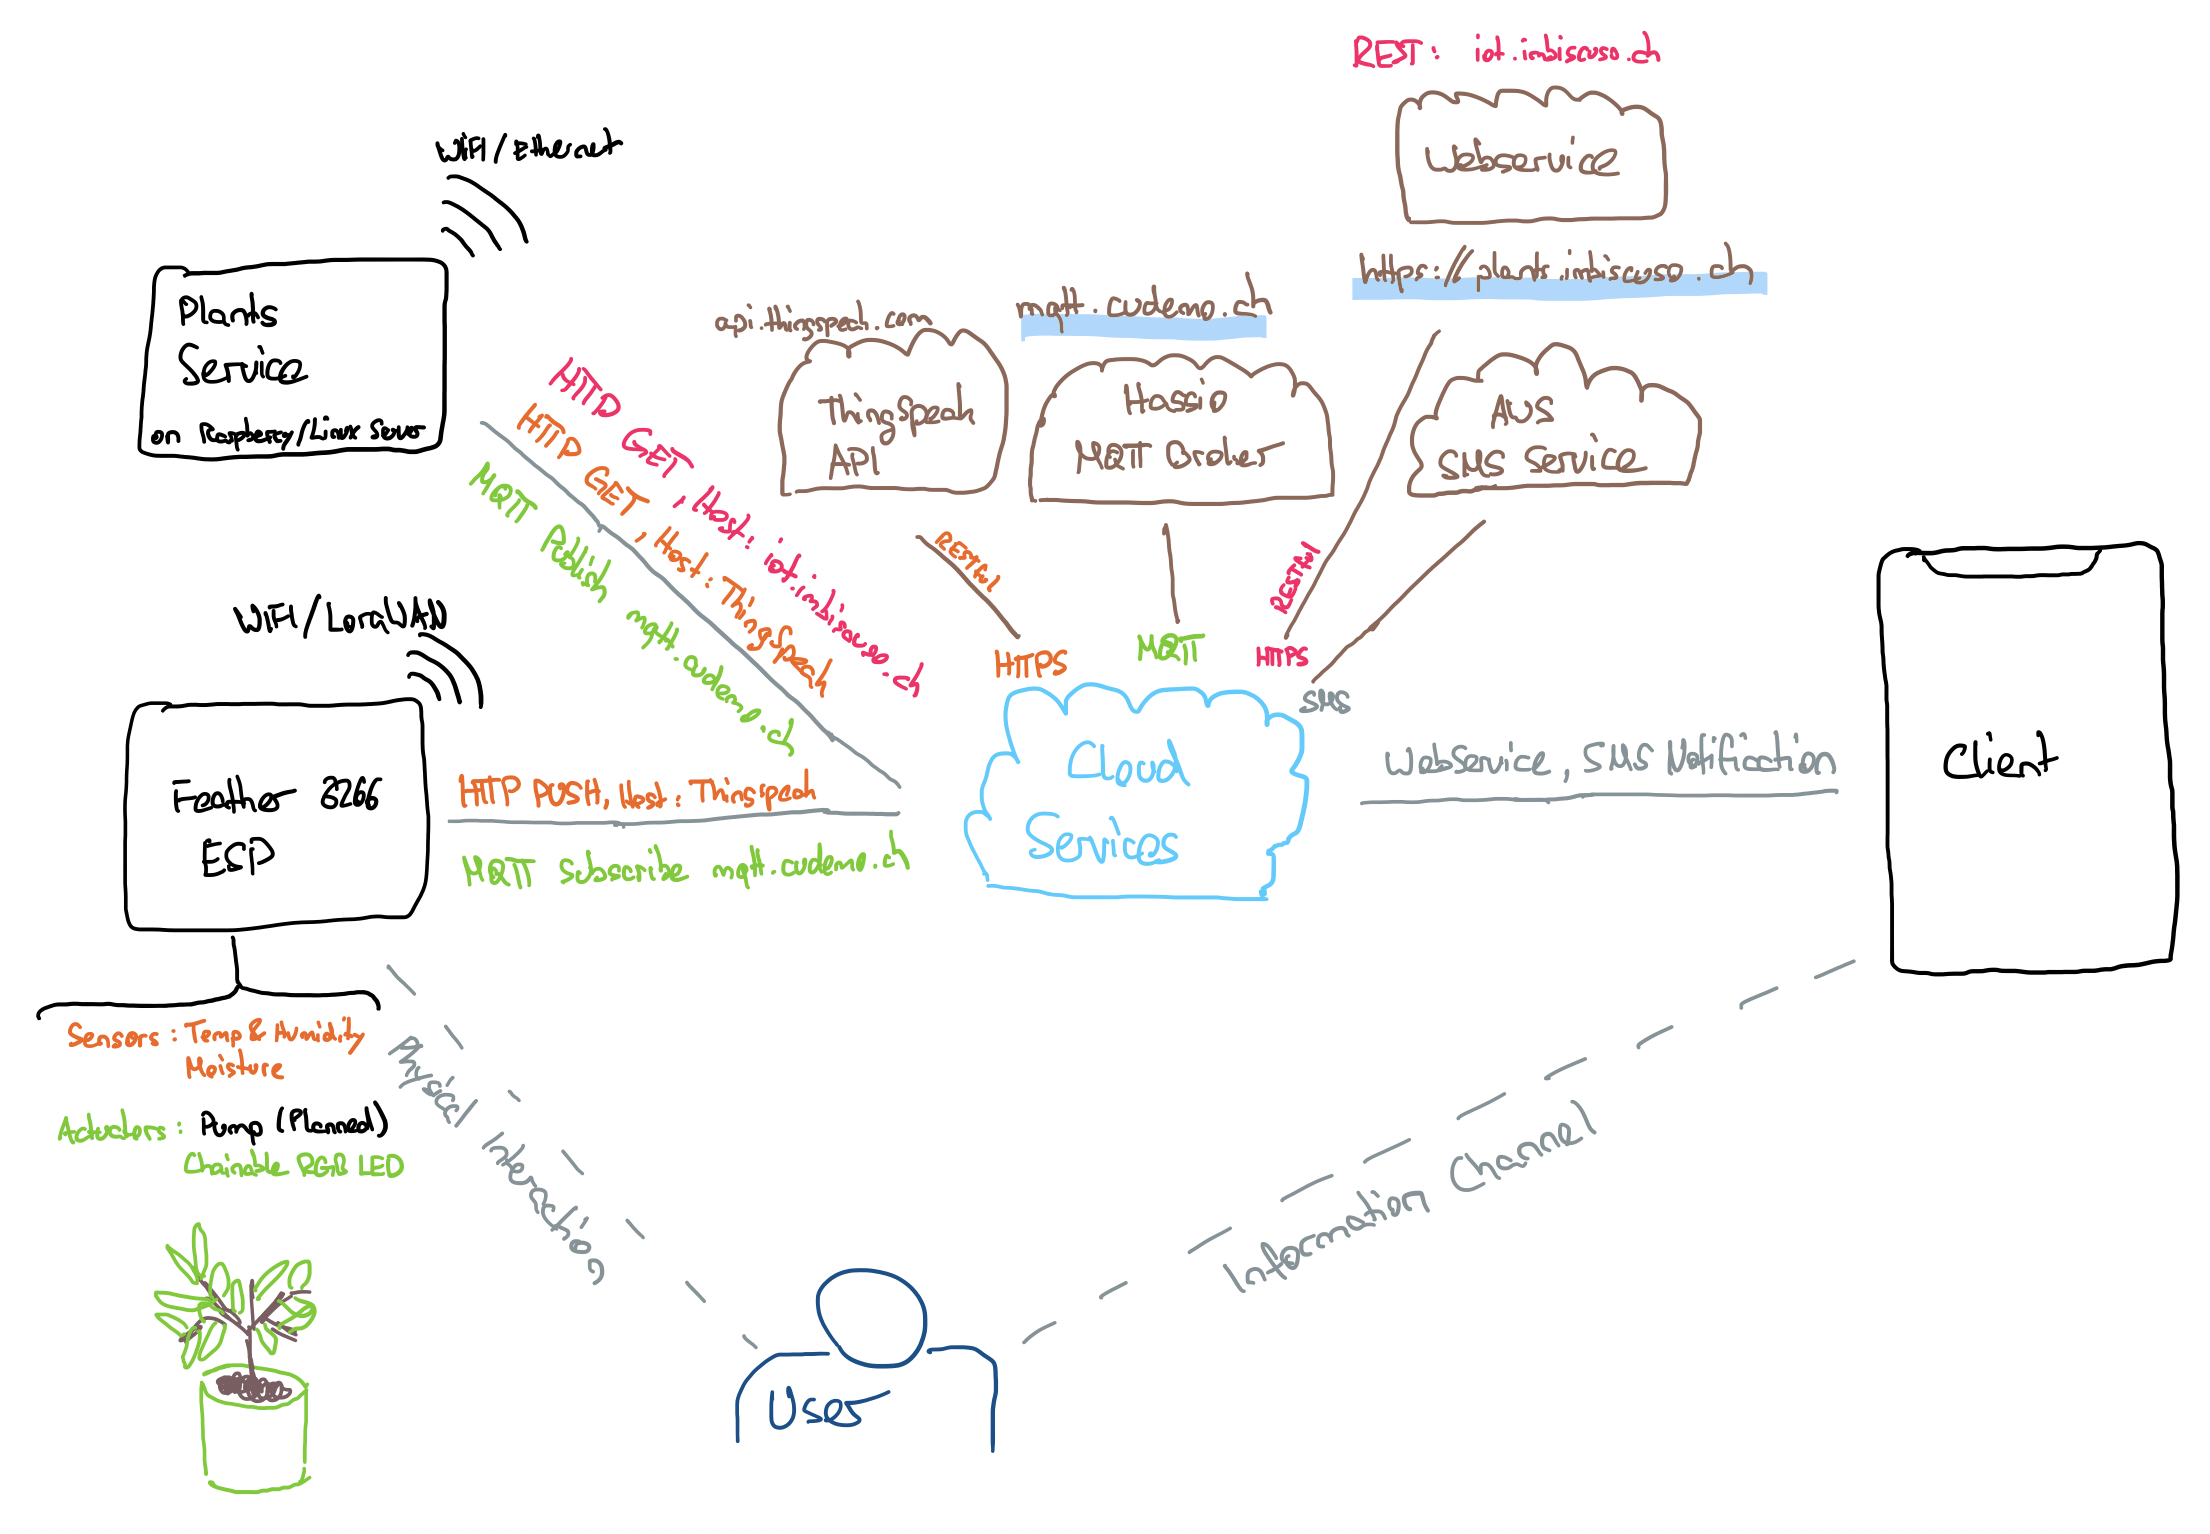 REST: iot.imbiscuso.ch
Webservice
https://plants.imbiscuso.ch
WiFi/Ethernet
Plants
Service
on Raspberry/Linux Server
api.thingspeak.com
ThingSpeak
API
mqtt.cudemo.ch
Hassio
MQTT Broker
AWS
SMS Service
HTTP GET, Host: iot.imbiscuso.ch
HTTP GET, Host: ThingSpeak
MQTT Publish mqtt.cudemo.ch
RESTful
HTTPS
MQTT
RESTful
HTTPS
SMS
WiFi/LoraWAN
Feather 8266
ESP
HTTP PUSH, Host: Thingspeak
MQTT Subscribe mqtt.cudemo.ch
Cloud
Services
WebService, SMS Notification
Client
Sensors: Temp & Humidity
Moisture
Actuators: Pump (Planned)
Chainable RGB LED
Physical Interaction
Information Channel
User